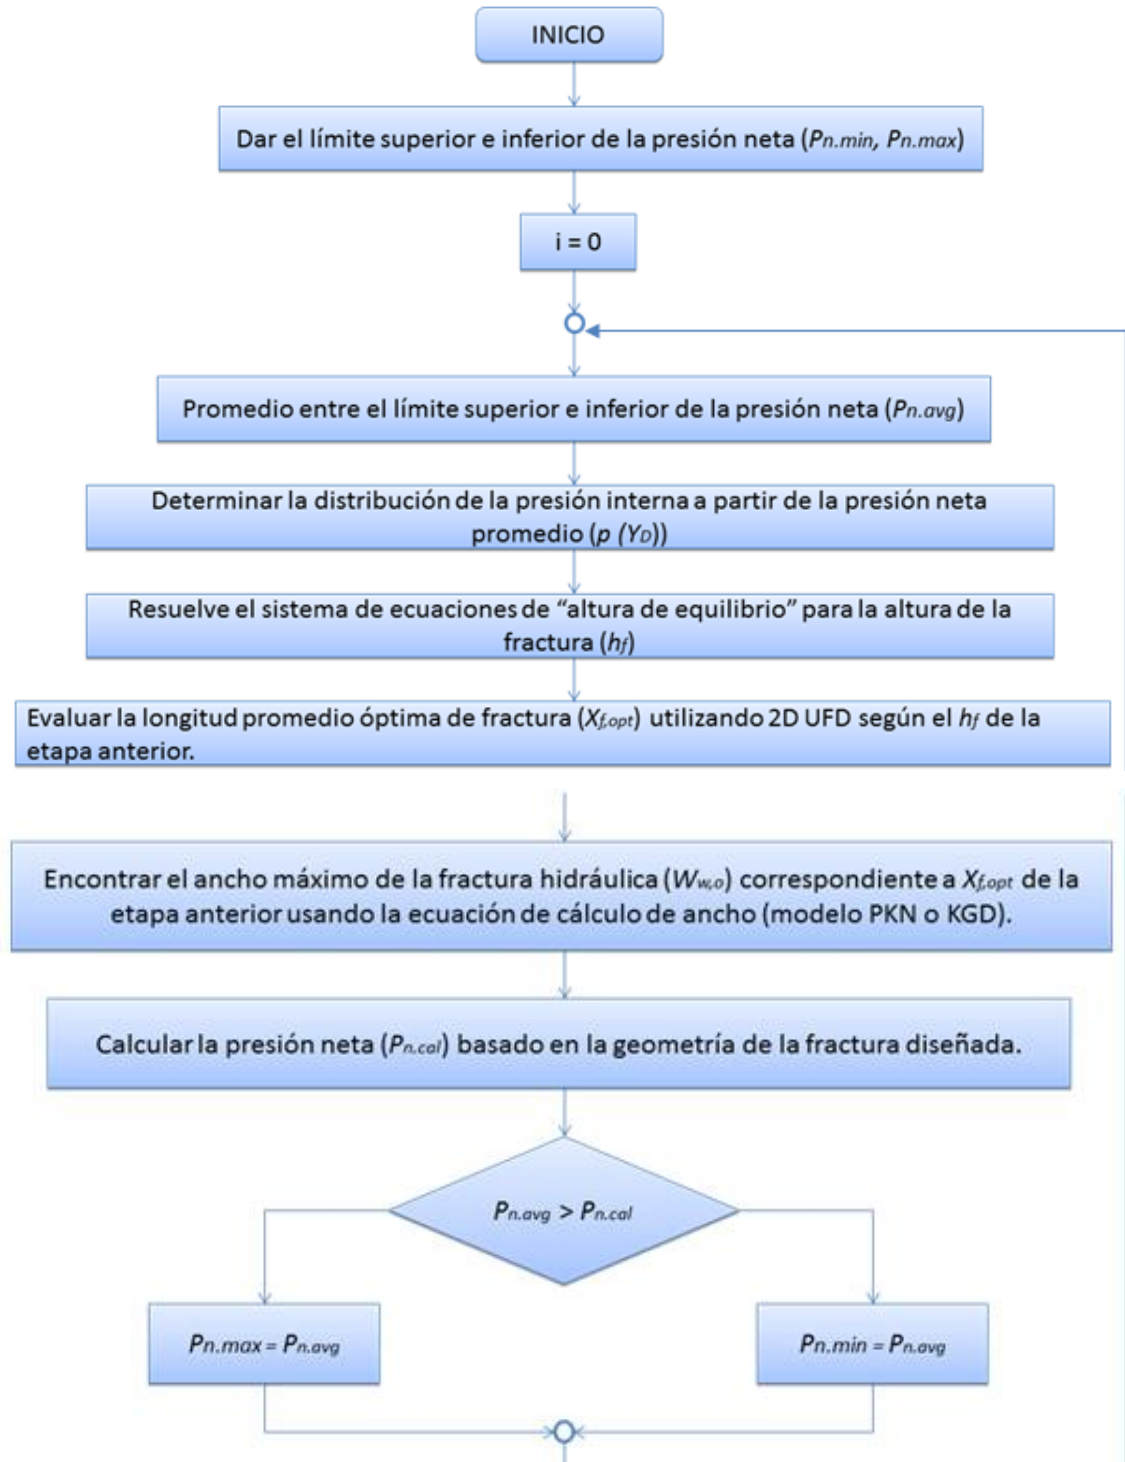 INICIO
Dar el límite superior e inferior de la presión neta (Pn.min, Pn.max)
i = 0
Promedio entre el límite superior e inferior de la presión neta (Pn.avg)
Determinar la distribución de la presión interna a partir de la presión neta
promedio (p (YD))
Resuelve el sistema de ecuaciones de “altura de equilibrio” para la altura de la
fractura (hf)
Evaluar la longitud promedio óptima de fractura (Xf,opt) utilizando 2D UFD según el hf de la
etapa anterior.
Encontrar el ancho máximo de la fractura hidráulica (Ww,o) correspondiente a Xf,opt de la
etapa anterior usando la ecuación de cálculo de ancho (modelo PKN o KGD).
Calcular la presión neta (Pn.cal) basado en la geometría de la fractura diseñada.
Pn.avg > Pn.cal
Pn.max = Pn.avg
Pn.min = Pn.avg